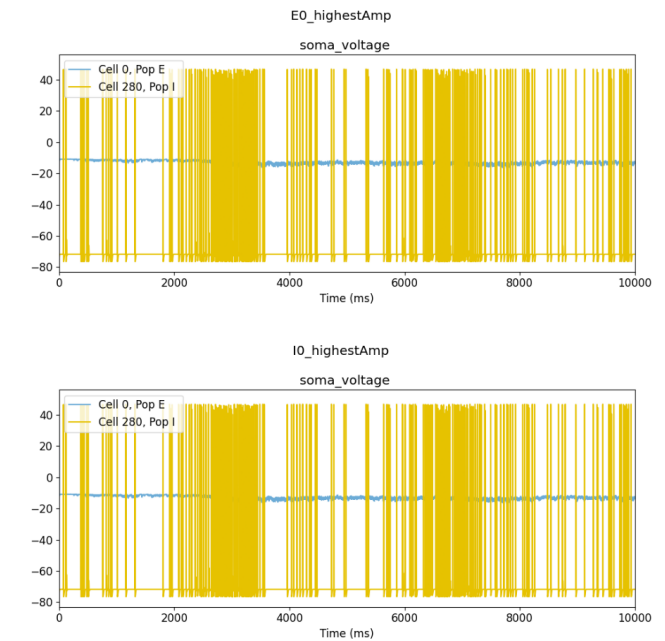 E0_highestAmp
soma_voltage
Cell 0, Pop E
Cell 280, Pop I
40
20
0
−20
−40
−60
−80
0 2000 4000 6000 8000 10000
Time (ms)
I0_highestAmp
soma_voltage
Cell 0, Pop E
Cell 280, Pop I
40
20
0
−20
−40
−60
−80
0 2000 4000 6000 8000 10000
Time (ms)